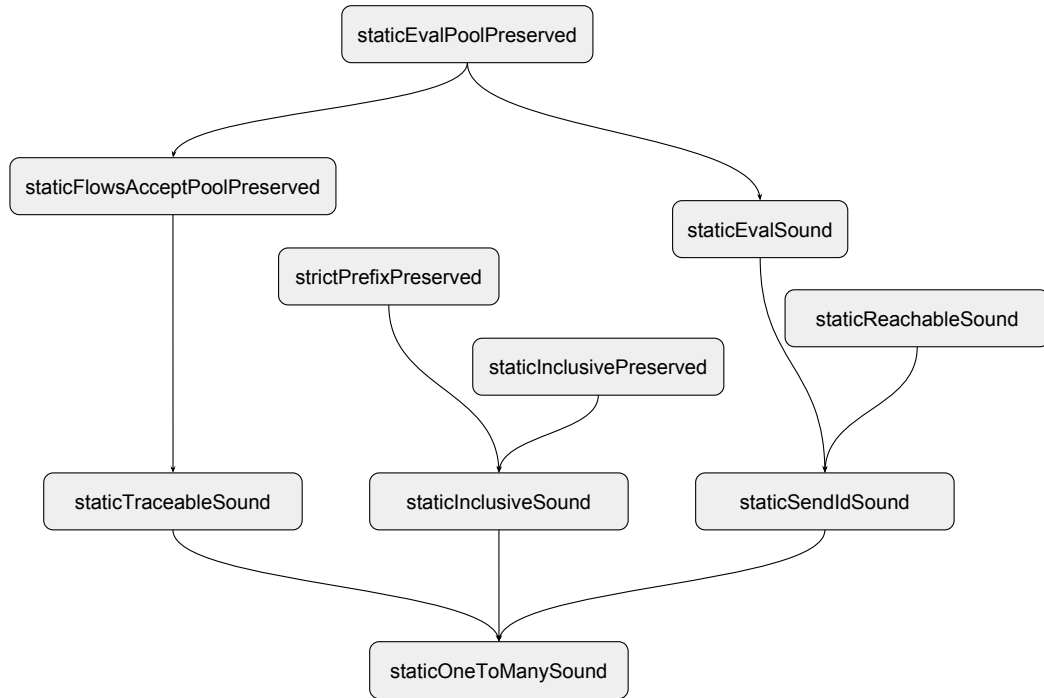 staticEvalPoolPreserved
staticFlowsAcceptPoolPreserved
staticEvalSound
strictPrefixPreserved
staticReachableSound
staticInclusivePreserved
staticTraceableSound
staticInclusiveSound
staticSendIdSound
staticOneToManySound